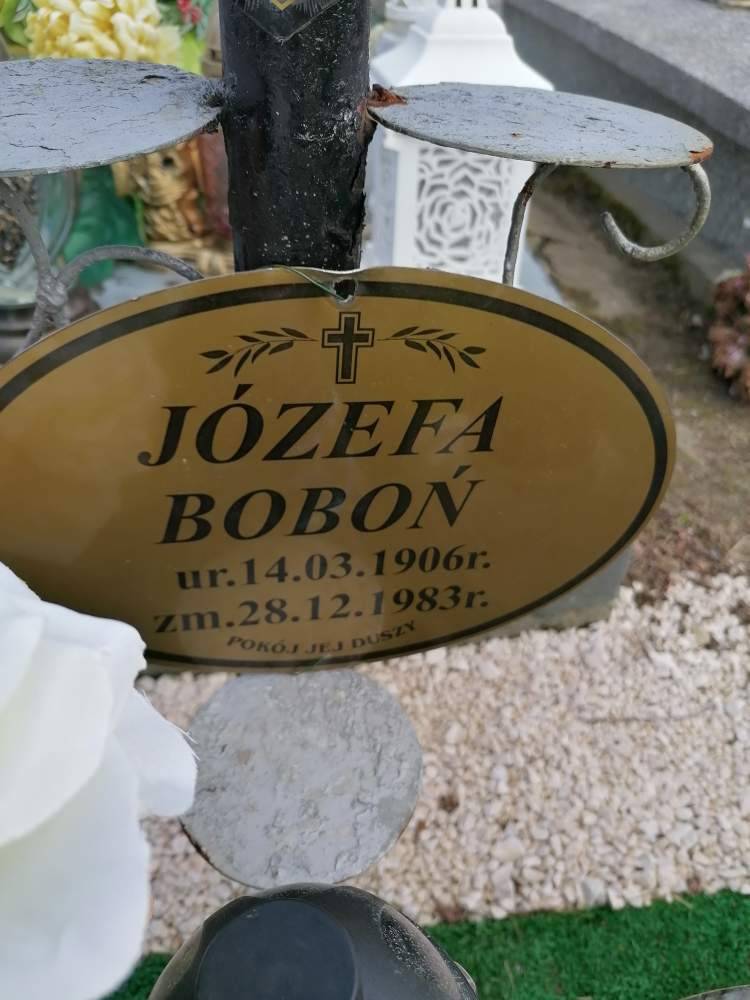 JÓZEFA
BOBOŃ
ur.14.03.1906r.
zm.28.12.1983r.
POKÓJ JEJ DUSZY